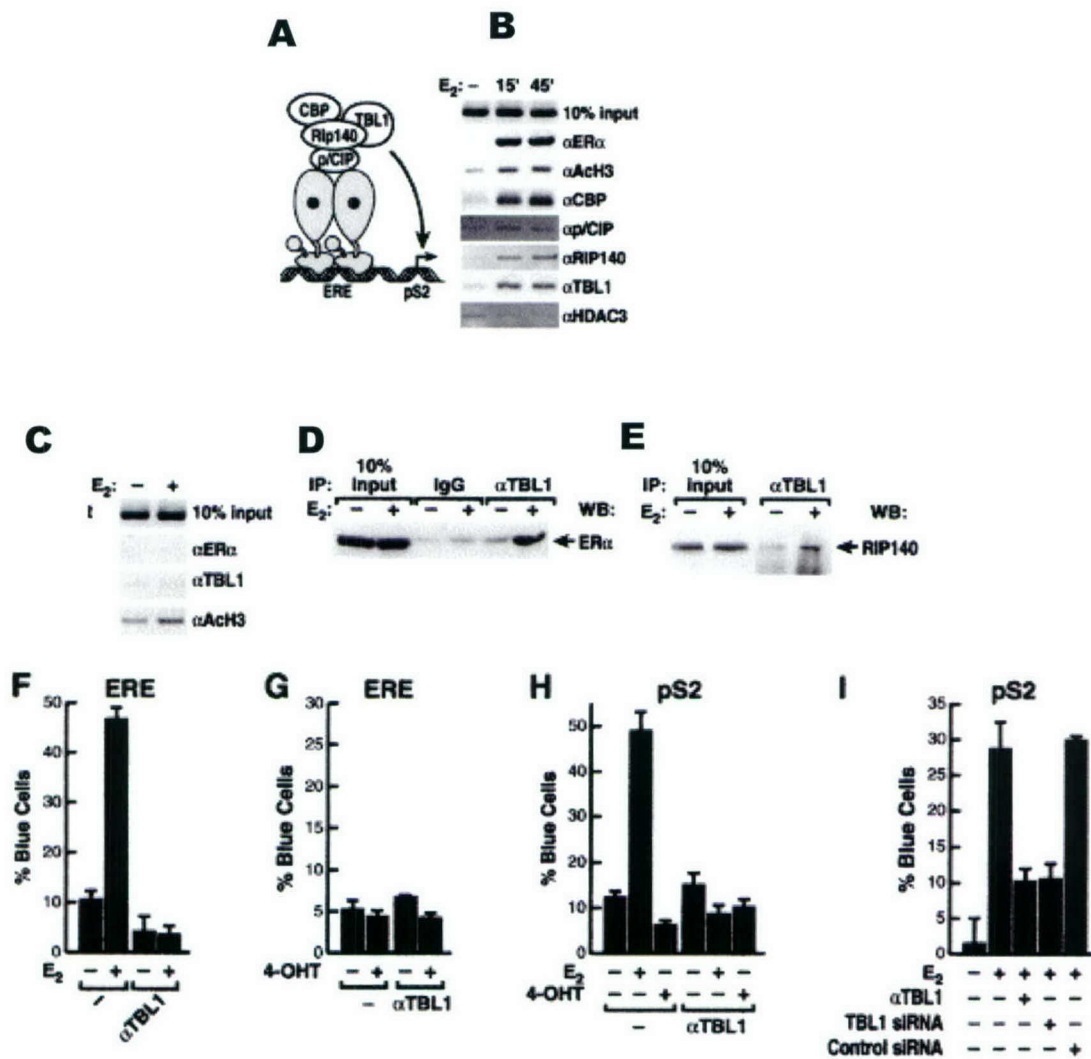 A
B
CBP
TBL1
Rip140
p/CIP
ERE
pS2
E2: – 15' 45'
10% input
αERα
αAcH3
αCBP
αp/CIP
αRIP140
αTBL1
αHDAC3
C
E2: – +
t
10% input
αERα
αTBL1
αAcH3
D
IP: 10% Input IgG αTBL1
E2: – + – + – + WB:
ERα
E
IP: 10% input αTBL1
E2: – + – + WB:
RIP140
F
ERE
% Blue Cells
50
40
30
20
10
0
E2 – + – +
– αTBL1
G
ERE
% Blue Cells
30
25
20
15
10
5
0
4-OHT – + – +
– αTBL1
H
pS2
% Blue Cells
50
40
30
20
10
0
E2 – + – – + –
4-OHT – – + – – +
– αTBL1
I
pS2
% Blue Cells
35
30
25
20
15
10
5
0
– + + + + E2
– – + – – αTBL1
– – – + – TBL1 siRNA
– – – – + Control siRNA